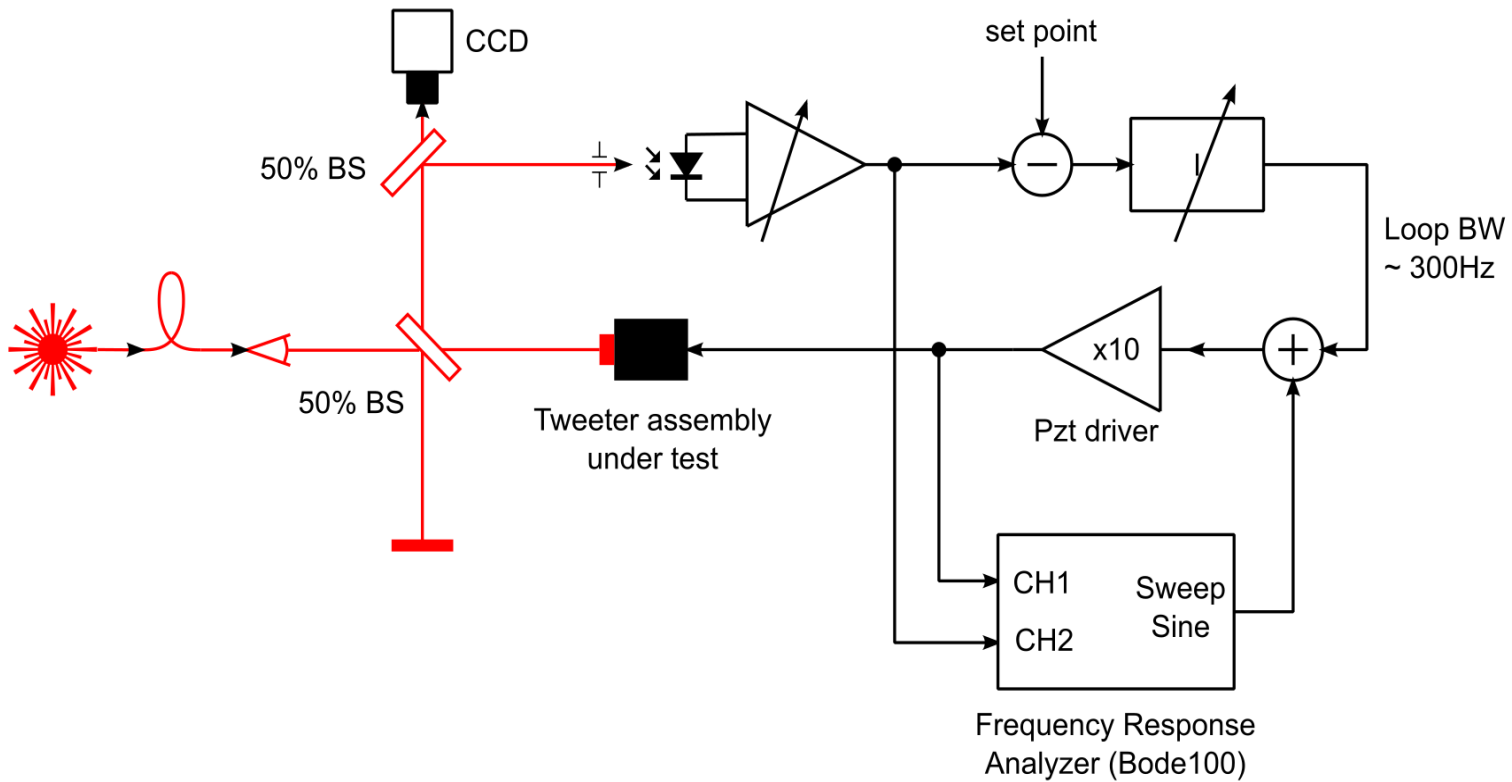 CCD
set point
50% BS
I
Loop BW
~ 300Hz
50% BS
x10
Tweeter assembly
under test
Pzt driver
CH1
CH2
Sweep
Sine
Frequency Response
Analyzer (Bode100)